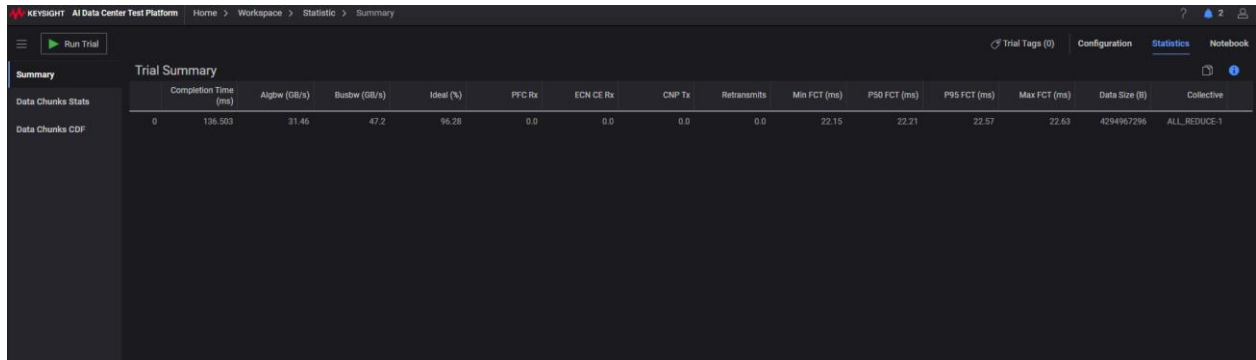 KEYSIGHT AI Data Center Test Platform Home > Workspace > Statistic > Summary ? 2
Run Trial Trial Tags (0) Configuration Statistics Notebook
Summary
Data Chunks Stats
Data Chunks CDF
Trial Summary
Completion Time (ms) Algbw (GB/s) Busbw (GB/s) Ideal (%) PFC Rx ECN CE Rx CNP Tx Retransmits Min FCT (ms) P50 FCT (ms) P95 FCT (ms) Max FCT (ms) Data Size (B) Collective
0 136.503 31.46 47.2 96.28 0.0 0.0 0.0 0.0 22.15 22.21 22.57 22.63 4294967296 ALL_REDUCE-1